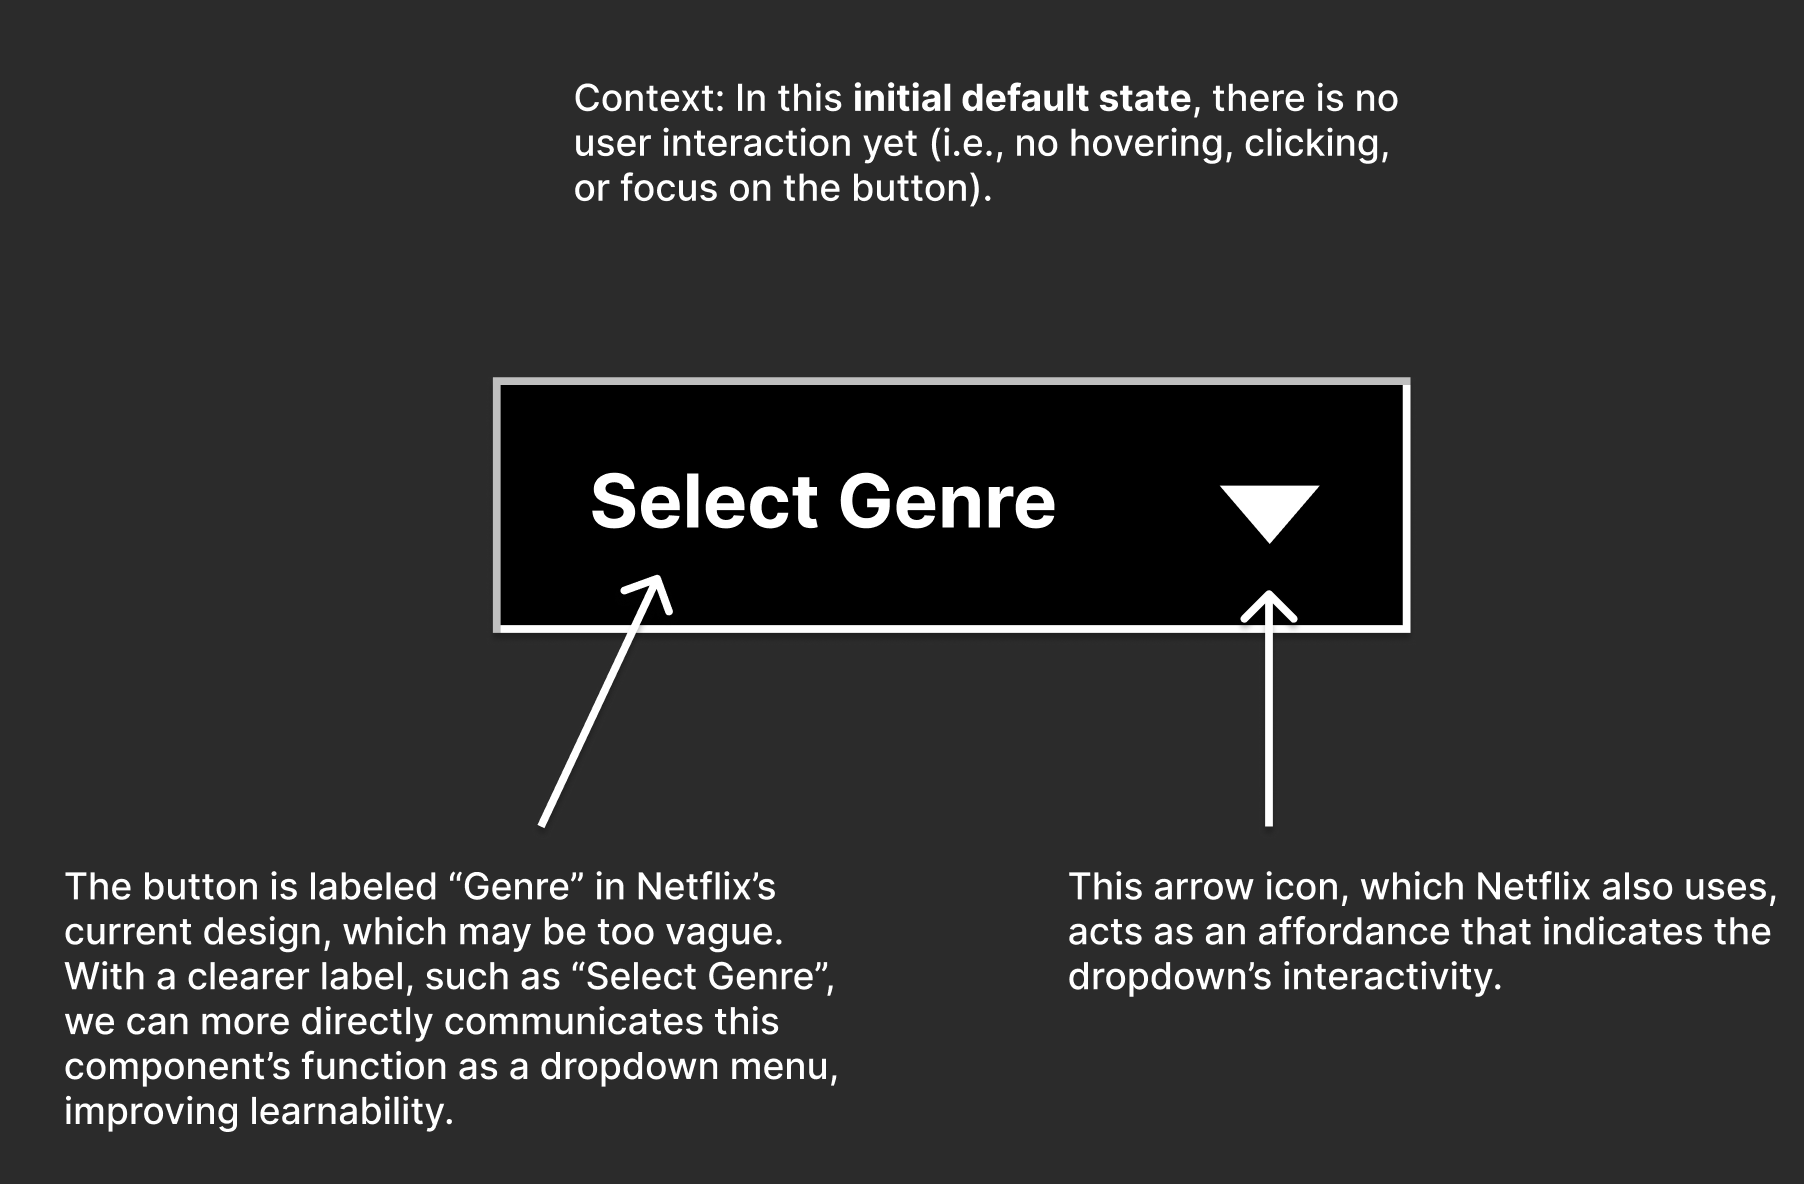 Context: In this initial default state, there is no
user interaction yet (i.e., no hovering, clicking,
or focus on the button).
Select Genre
The button is labeled “Genre” in Netflix’s
current design, which may be too vague.
With a clearer label, such as “Select Genre”,
we can more directly communicates this
component’s function as a dropdown menu,
improving learnability.
This arrow icon, which Netflix also uses,
acts as an affordance that indicates the
dropdown’s interactivity.